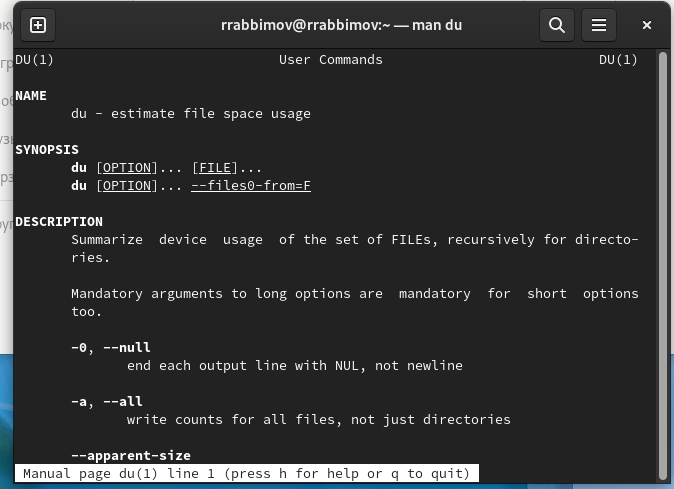 rrabbimov@rrabbimov:~ — man du
DU(1) User Commands DU(1)
NAME
du - estimate file space usage
SYNOPSIS
du [OPTION]... [FILE]...
du [OPTION]... --files0-from=F
DESCRIPTION
Summarize device usage of the set of FILEs, recursively for directo-
ries.
Mandatory arguments to long options are mandatory for short options
too.
-0, --null
end each output line with NUL, not newline
-a, --all
write counts for all files, not just directories
--apparent-size
Manual page du(1) line 1 (press h for help or q to quit)